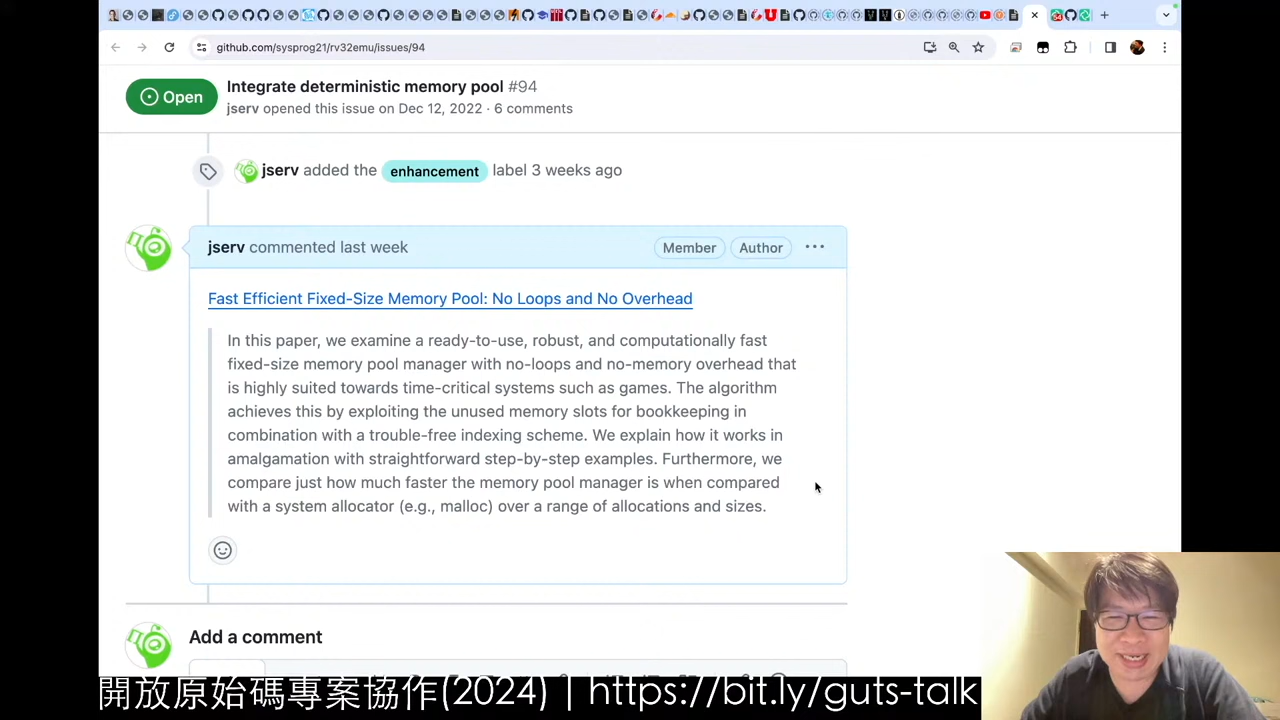 github.com/sysprog21/rv32emu/issues/94
Open
Integrate deterministic memory pool #94
jserv opened this issue on Dec 12, 2022 · 6 comments
jserv added the enhancement label 3 weeks ago
jserv commented last week
Member
Author
Fast Efficient Fixed-Size Memory Pool: No Loops and No Overhead
In this paper, we examine a ready-to-use, robust, and computationally fast
fixed-size memory pool manager with no-loops and no-memory overhead that
is highly suited towards time-critical systems such as games. The algorithm
achieves this by exploiting the unused memory slots for bookkeeping in
combination with a trouble-free indexing scheme. We explain how it works in
amalgamation with straightforward step-by-step examples. Furthermore, we
compare just how much faster the memory pool manager is when compared
with a system allocator (e.g., malloc) over a range of allocations and sizes.
Add a comment
開放原始碼專案協作(2024) | https://bit.ly/guts-talk